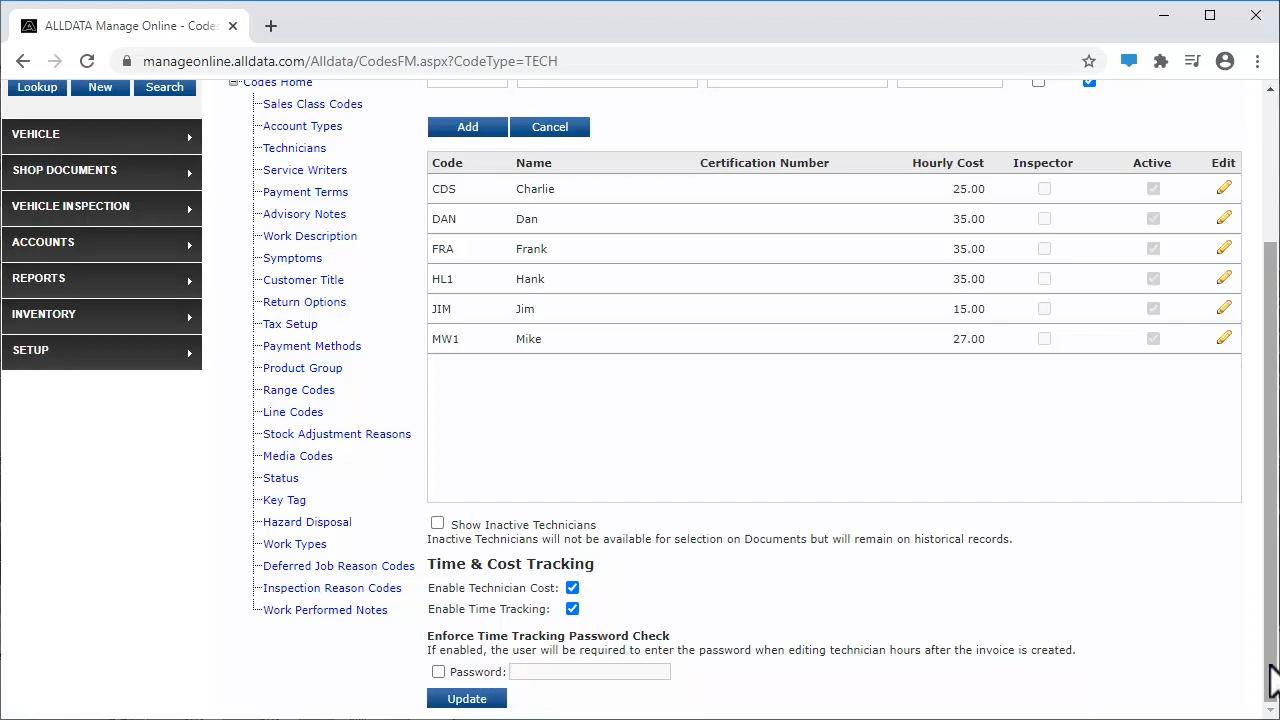 ALLDATA Manage Online - Codes
manageonline.alldata.com/Alldata/CodesFM.aspx?CodeType=TECH
Lookup New Search
VEHICLE
SHOP DOCUMENTS
VEHICLE INSPECTION
ACCOUNTS
REPORTS
INVENTORY
SETUP
Codes Home
Sales Class Codes
Account Types
Technicians
Service Writers
Payment Terms
Advisory Notes
Work Description
Symptoms
Customer Title
Return Options
Tax Setup
Payment Methods
Product Group
Range Codes
Line Codes
Stock Adjustment Reasons
Media Codes
Status
Key Tag
Hazard Disposal
Work Types
Deferred Job Reason Codes
Inspection Reason Codes
Work Performed Notes
Add Cancel
Code Name Certification Number Hourly Cost Inspector Active Edit
CDS Charlie 25.00
DAN Dan 35.00
FRA Frank 35.00
HL1 Hank 35.00
JIM Jim 15.00
MW1 Mike 27.00
Show Inactive Technicians
Inactive Technicians will not be available for selection on Documents but will remain on historical records.
Time & Cost Tracking
Enable Technician Cost:
Enable Time Tracking:
Enforce Time Tracking Password Check
If enabled, the user will be required to enter the password when editing technician hours after the invoice is created.
Password:
Update